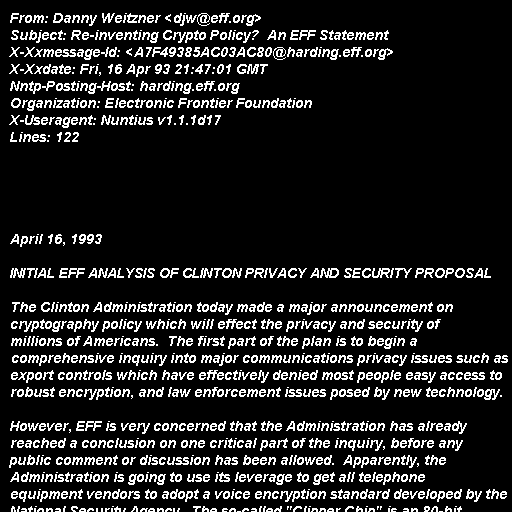 From: Danny Weitzner <djw@eff.org>
Subject: Re-inventing Crypto Policy?  An EFF Statement
X-Xxmessage-Id: <A7F49385AC03AC80@harding.eff.org>
X-Xxdate: Fri, 16 Apr 93 21:47:01 GMT
Nntp-Posting-Host: harding.eff.org
Organization: Electronic Frontier Foundation
X-Useragent: Nuntius v1.1.1d17
Lines: 122
April 16, 1993
INITIAL EFF ANALYSIS OF CLINTON PRIVACY AND SECURITY PROPOSAL
The Clinton Administration today made a major announcement on
cryptography policy which will effect the privacy and security of
millions of Americans.  The first part of the plan is to begin a
comprehensive inquiry into major communications privacy issues such as
export controls which have effectively denied most people easy access to
robust encryption, and law enforcement issues posed by new technology.
However, EFF is very concerned that the Administration has already
reached a conclusion on one critical part of the inquiry, before any
public comment or discussion has been allowed.  Apparently, the
Administration is going to use its leverage to get all telephone
equipment vendors to adopt a voice encryption standard developed by the
National Security Agency.  The so-called "Clipper Chip" is an 80-bit,